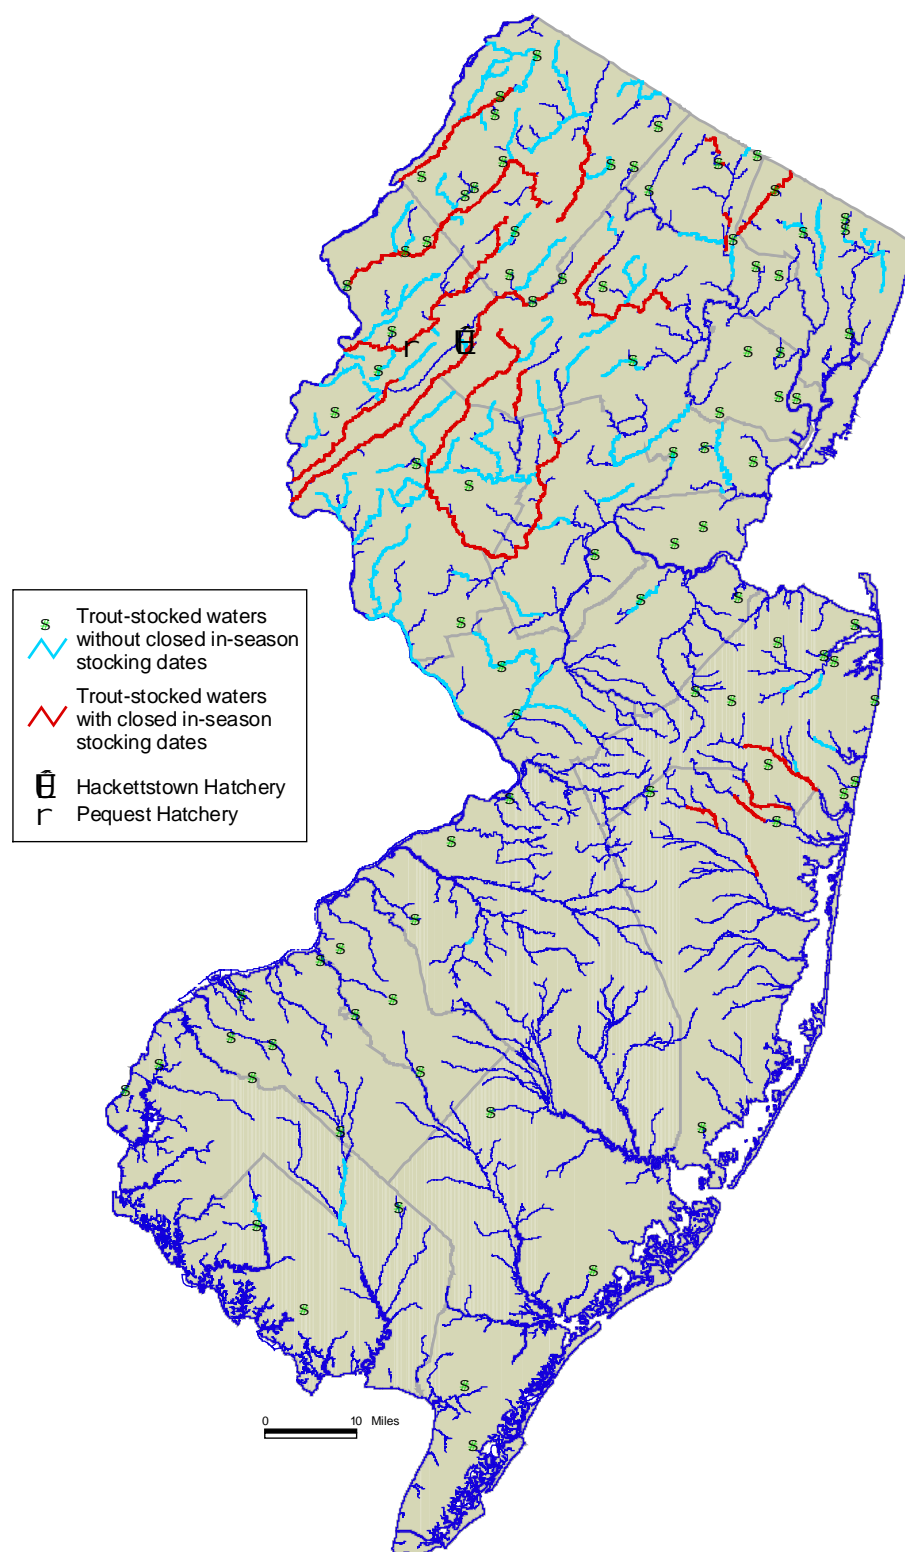 s Trout-stocked waters
without closed in-season
stocking dates
Trout-stocked waters
with closed in-season
stocking dates
Hackettstown Hatchery
r Pequest Hatchery
0 10 Miles